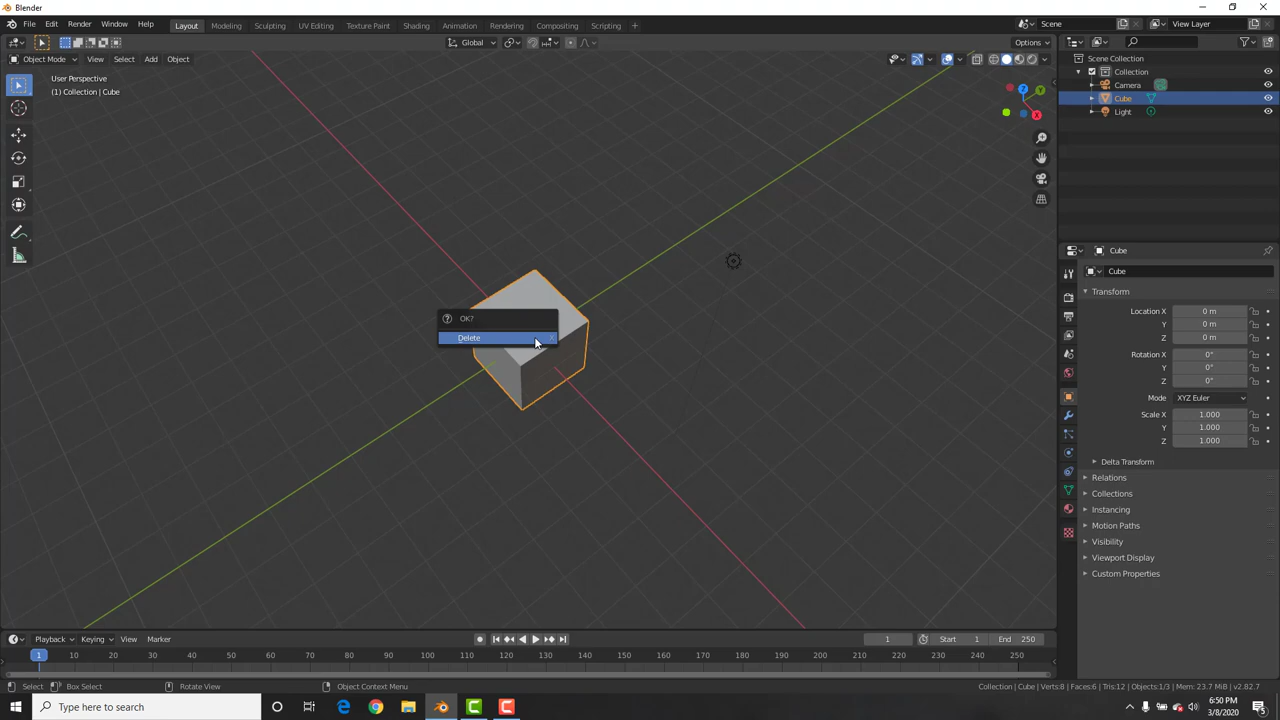 Blender
File Edit Render Window Help Layout Modeling Sculpting UV Editing Texture Paint Shading Animation Rendering Compositing Scripting + Scene View Layer
Global Options
Object Mode View Select Add Object
User Perspective
(1) Collection | Cube
Scene Collection
Collection
Camera
Cube
Light
Z
Y
X
OK?
Delete X
Cube
Cube
Transform
Location X 0 m
Y 0 m
Z 0 m
Rotation X 0°
Y 0°
Z 0°
Mode XYZ Euler
Scale X 1.000
Y 1.000
Z 1.000
Delta Transform
Relations
Collections
Instancing
Motion Paths
Visibility
Viewport Display
Custom Properties
Playback Keying View Marker 1 Start 1 End 250
1 10 20 30 40 50 60 70 80 90 100 110 120 130 140 150 160 170 180 190 200 210 220 230 240 250
Select Box Select Rotate View Object Context Menu Collection | Cube | Verts:8 | Faces:6 | Tris:12 | Objects:1/3 | Mem: 23.7 MiB | v2.82.7
Type here to search
6:50 PM
3/8/2020
5